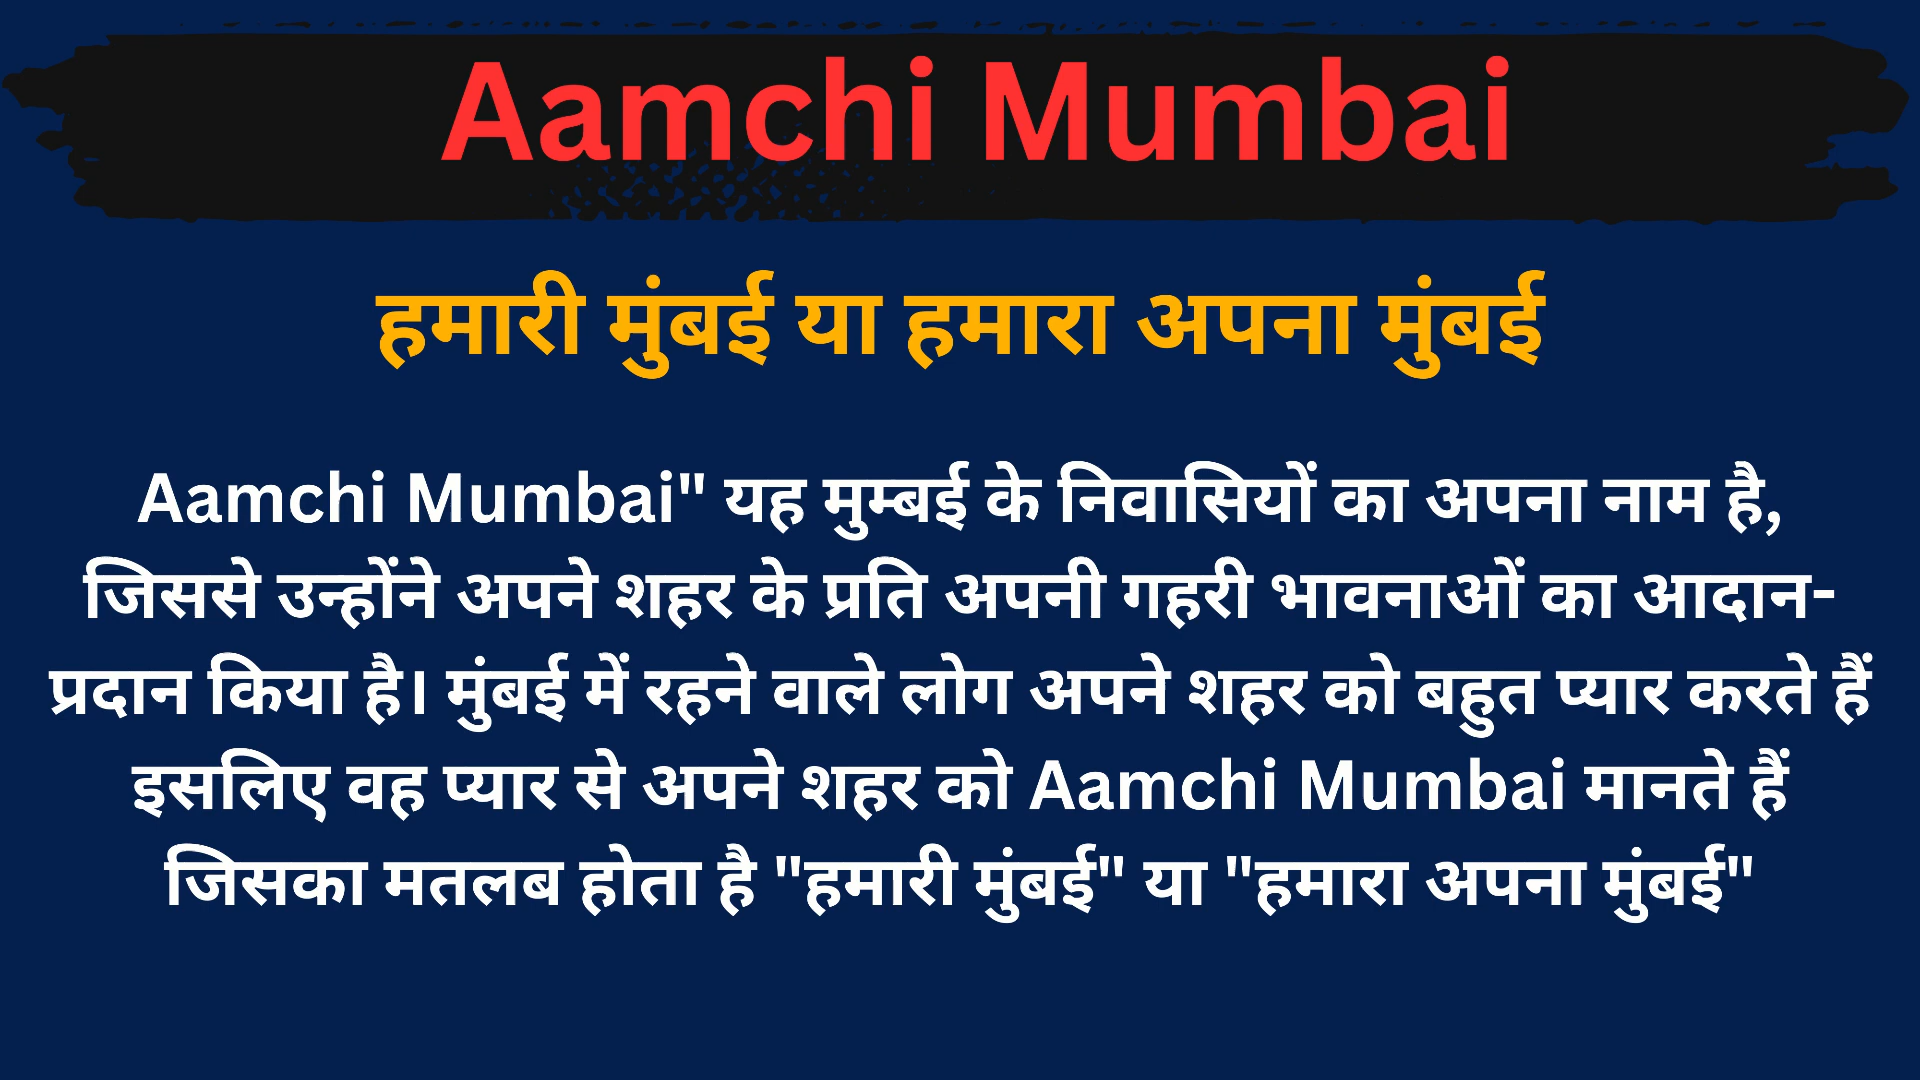 Aamchi Mumbai
हमारी मुंबई या हमारा अपना मुंबई
Aamchi Mumbai" यह मुम्बई के निवासियों का अपना नाम है,
जिससे उन्होंने अपने शहर के प्रति अपनी गहरी भावनाओं का आदान-
प्रदान किया है। मुंबई में रहने वाले लोग अपने शहर को बहुत प्यार करते हैं
इसलिए वह प्यार से अपने शहर को Aamchi Mumbai मानते हैं
जिसका मतलब होता है "हमारी मुंबई" या "हमारा अपना मुंबई"